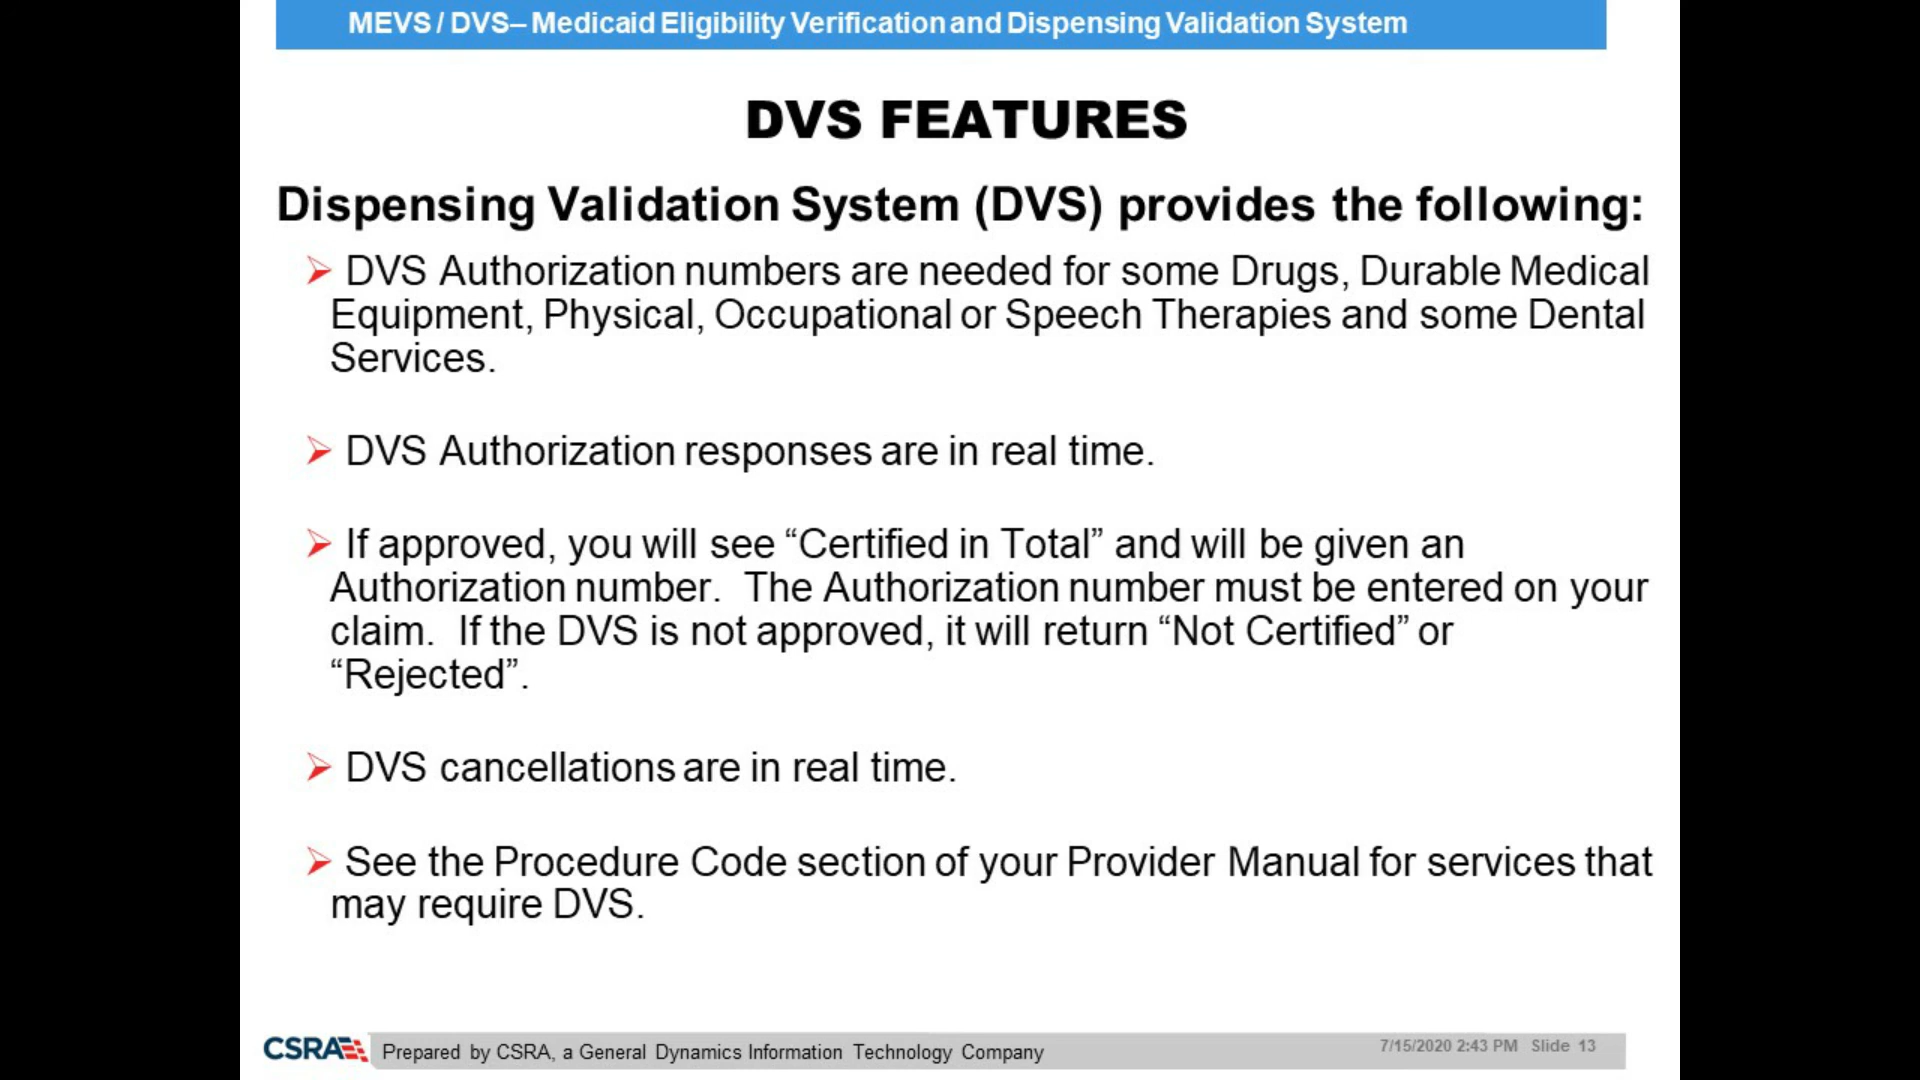 MEVS / DVS– Medicaid Eligibility Verification and Dispensing Validation System
DVS FEATURES
Dispensing Validation System (DVS) provides the following:
➢ DVS Authorization numbers are needed for some Drugs, Durable Medical
Equipment, Physical, Occupational or Speech Therapies and some Dental
Services.
➢ DVS Authorization responses are in real time.
➢ If approved, you will see “Certified in Total” and will be given an
Authorization number.  The Authorization number must be entered on your
claim.  If the DVS is not approved, it will return “Not Certified” or
“Rejected”.
➢ DVS cancellations are in real time.
➢ See the Procedure Code section of your Provider Manual for services that
may require DVS.
CSRA Prepared by CSRA, a General Dynamics Information Technology Company
7/15/2020 2:43 PM Slide 13